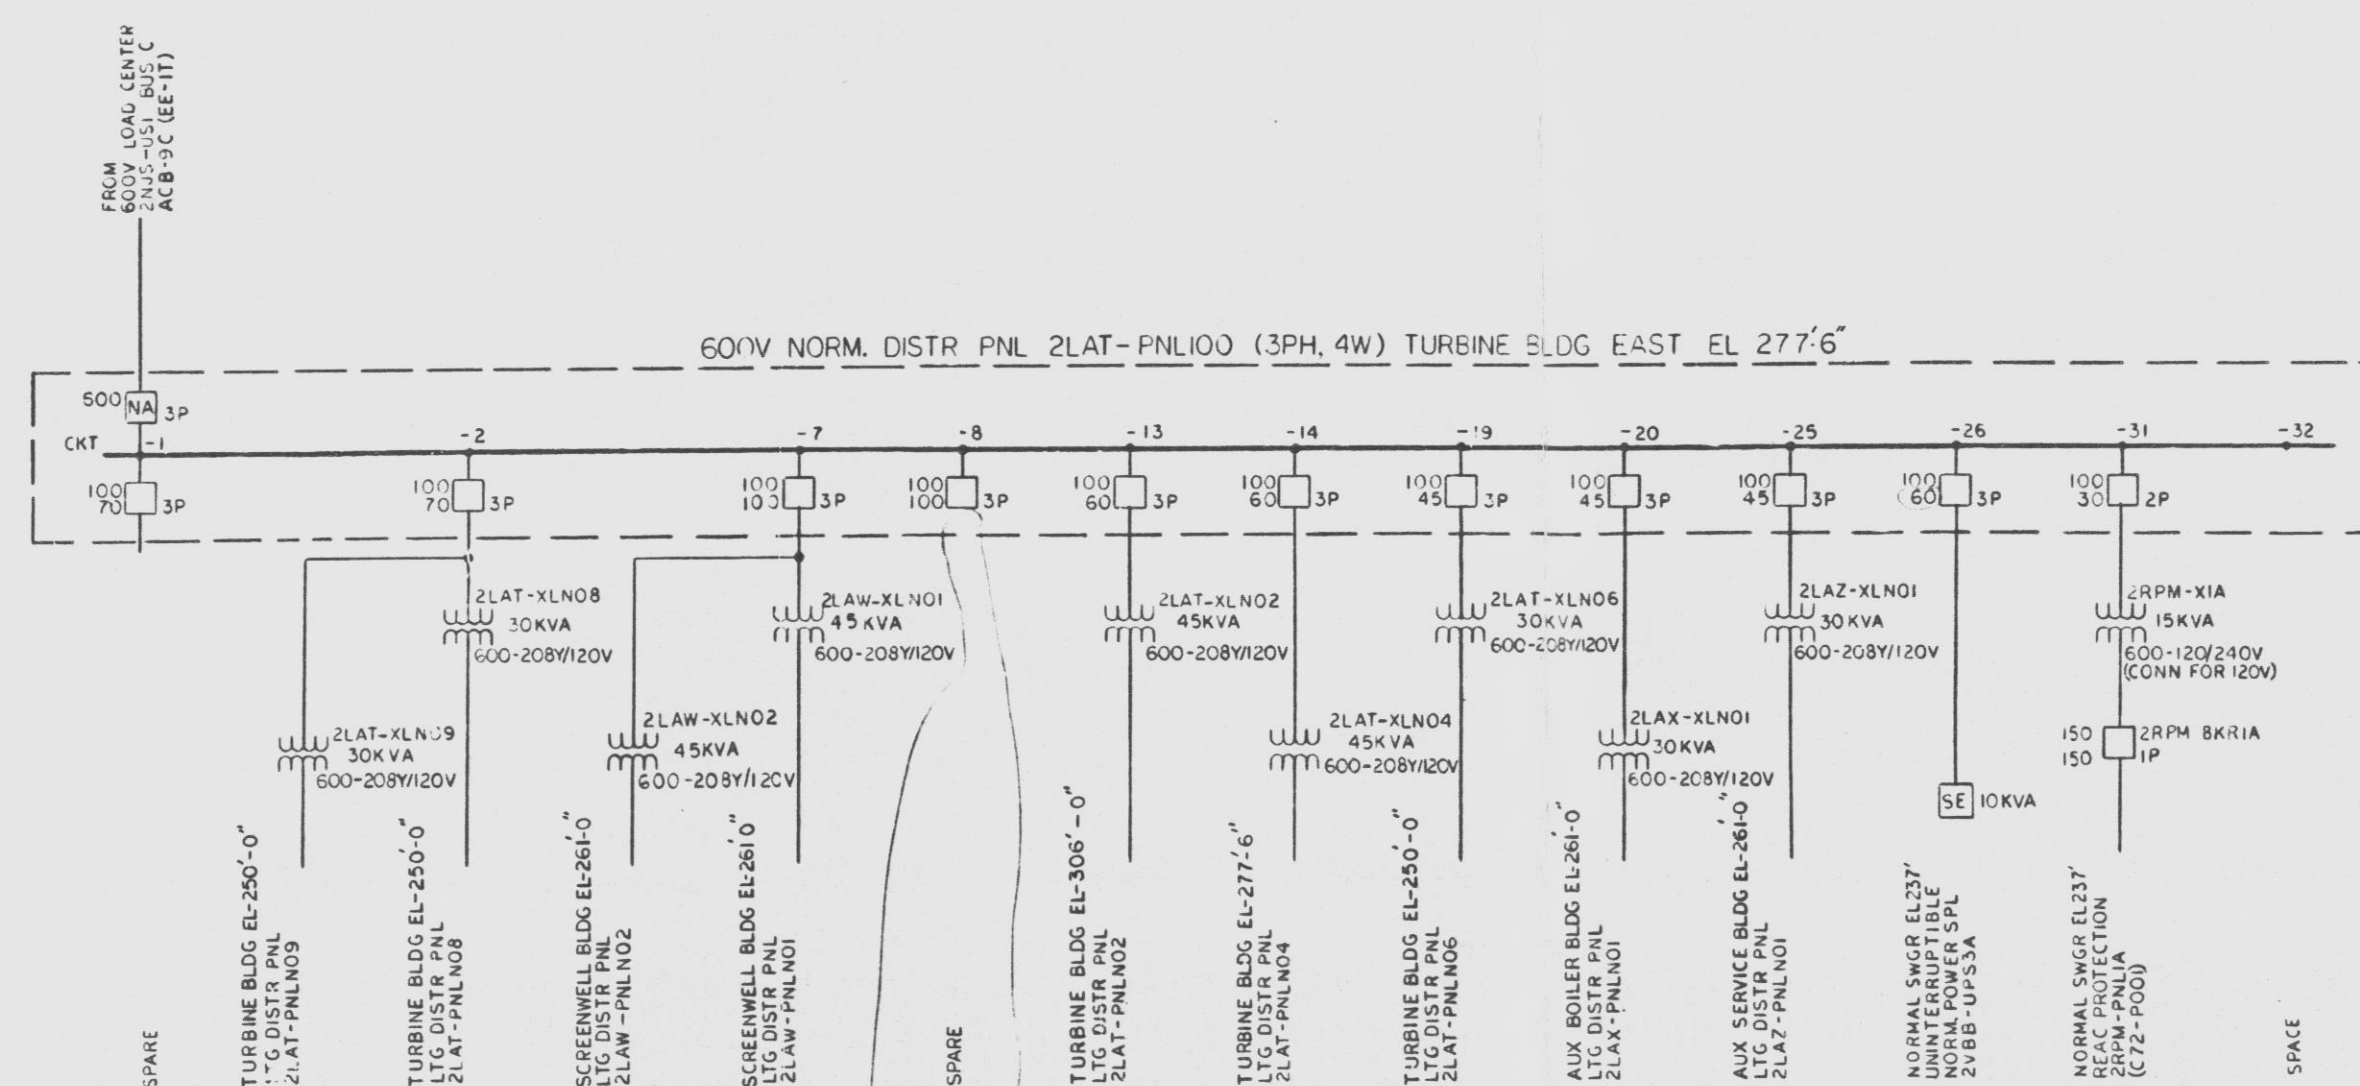 FROM
600V LOAD CENTER
2NJS-US1 BUS C
ACB-9C (EE-1T)
600V NORM. DISTR PNL 2LAT-PNL100 (3PH, 4W) TURBINE BLDG EAST EL 277'6"
500 NA 3P
CKT -1 -2 -7 -8 -13 -14 -19 -20 -25 -26 -31 -32
100
70 3P
100
70 3P
100
103 3P
100
100 3P
100
60 3P
100
60 3P
100
45 3P
100
45 3P
100
45 3P
100
60 3P
100
30 2P
2LAT-XLN08
30KVA
600-208Y/120V
2LAW-XLN01
45KVA
600-208Y/120V
2LAT-XLN02
45KVA
600-208Y/120V
2LAT-XLN06
30KVA
600-208Y/120V
2LAZ-XLN01
30KVA
600-208Y/120V
2RPM-X1A
15KVA
600-120/240V
(CONN FOR 120V)
2LAT-XLN09
30KVA
600-208Y/120V
2LAW-XLN02
45KVA
600-208Y/120V
2LAT-XLN04
45KVA
600-208Y/120V
2LAX-XLN01
30KVA
600-208Y/120V
150
150
2RPM BKR1A
1P
SE 10KVA
SPARE
TURBINE BLDG EL-250'-0"
LTG DISTR PNL
2LAT-PNLN09
TURBINE BLDG EL-250'-0"
LTG DISTR PNL
2LAT-PNLN08
SCREENWELL BLDG EL-261'-0"
LTG DISTR PNL
2LAW-PNLN02
SCREENWELL BLDG EL-261'0"
LTG DISTR PNL
2LAW-PNLN01
SPARE
TURBINE BLDG EL-306'-0"
LTG DISTR PNL
2LAT-PNLN02
TURBINE BLDG EL-277'-6"
LTG DISTR PNL
2LAT-PNLN04
TURBINE BLDG EL-250'-0"
LTG DISTR PNL
2LAT-PNLN06
AUX BOILER BLDG EL-261'-0"
LTG DISTR PNL
2LAX-PNLN01
AUX SERVICE BLDG EL-261'-0"
LTG DISTR PNL
2LAZ-PNLN01
NORMAL SWGR EL237'
UNINTERRUPTIBLE
NORM. POWER SPL
2VBB-UPS3A
NORMAL SWGR EL237'
REAC PROTECTION
2RPM-PNL1A
(C72-P001)
SPACE